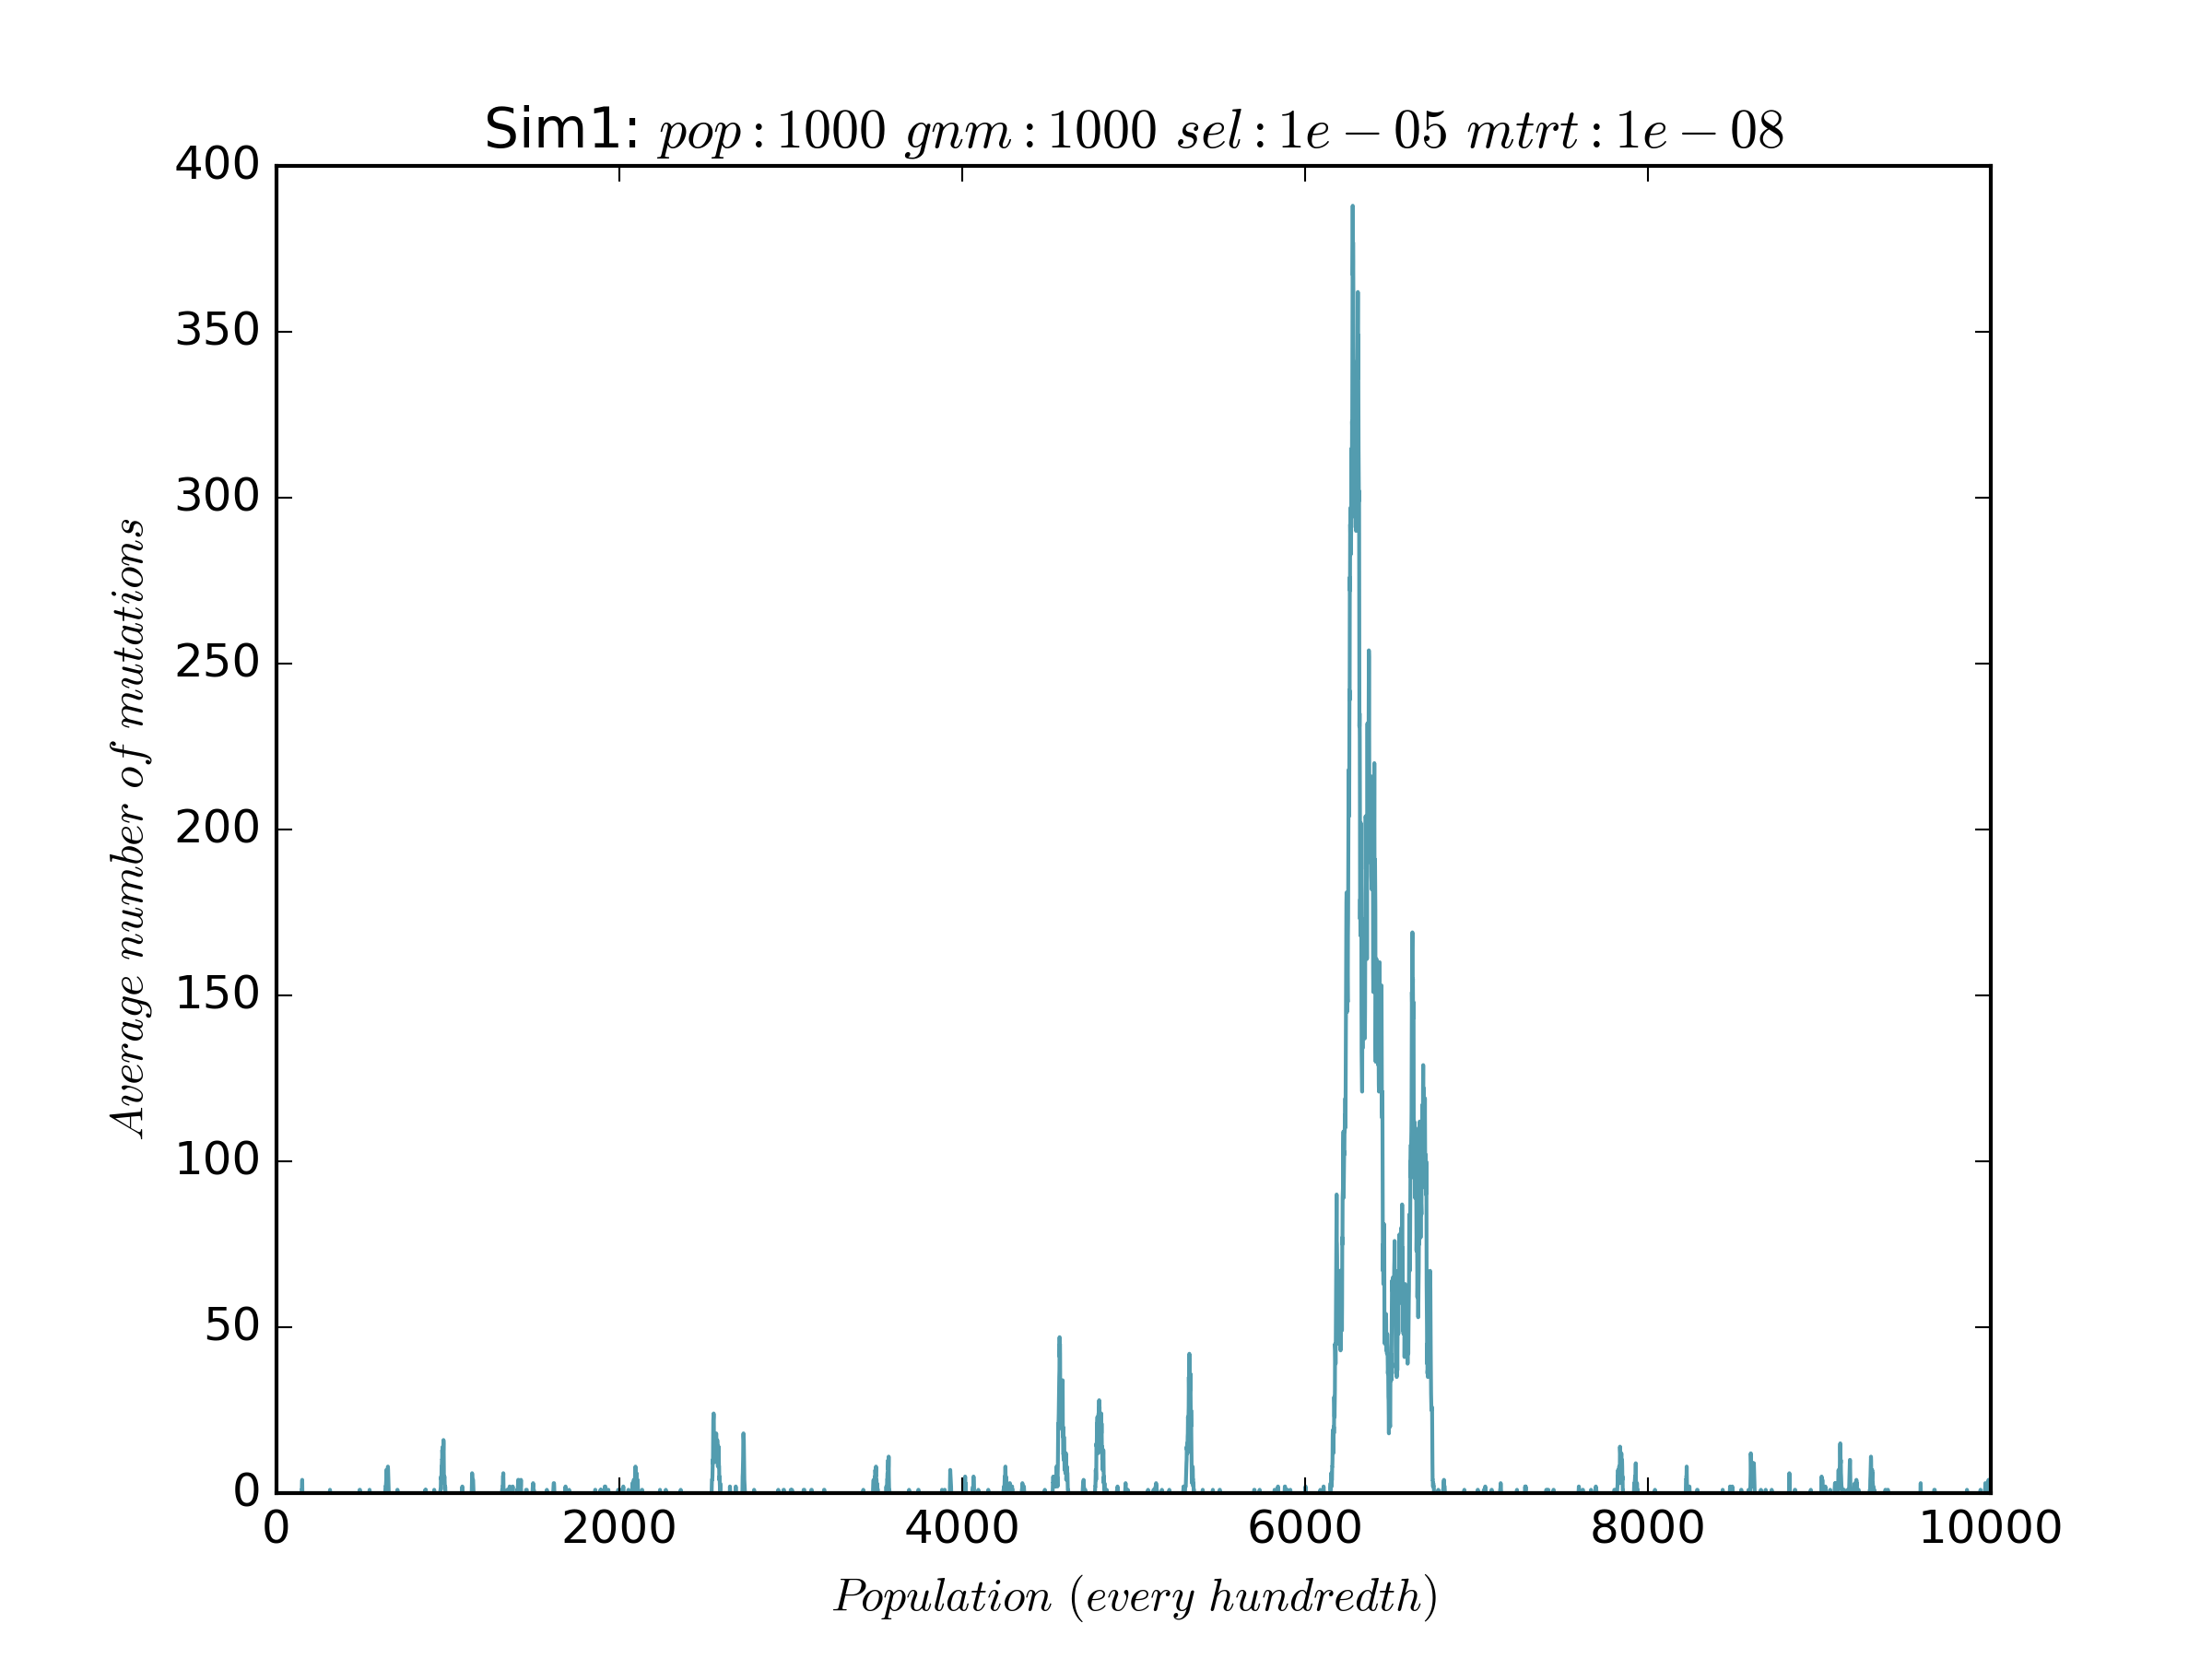 Sim1: pop : 1000 gnm : 1000 sel : 1e − 05 mtrt : 1e − 08
400
350
300
250
200
150
100
50
0
Average number of mutations
0 2000 4000 6000 8000 10000
Population (every hundredth)